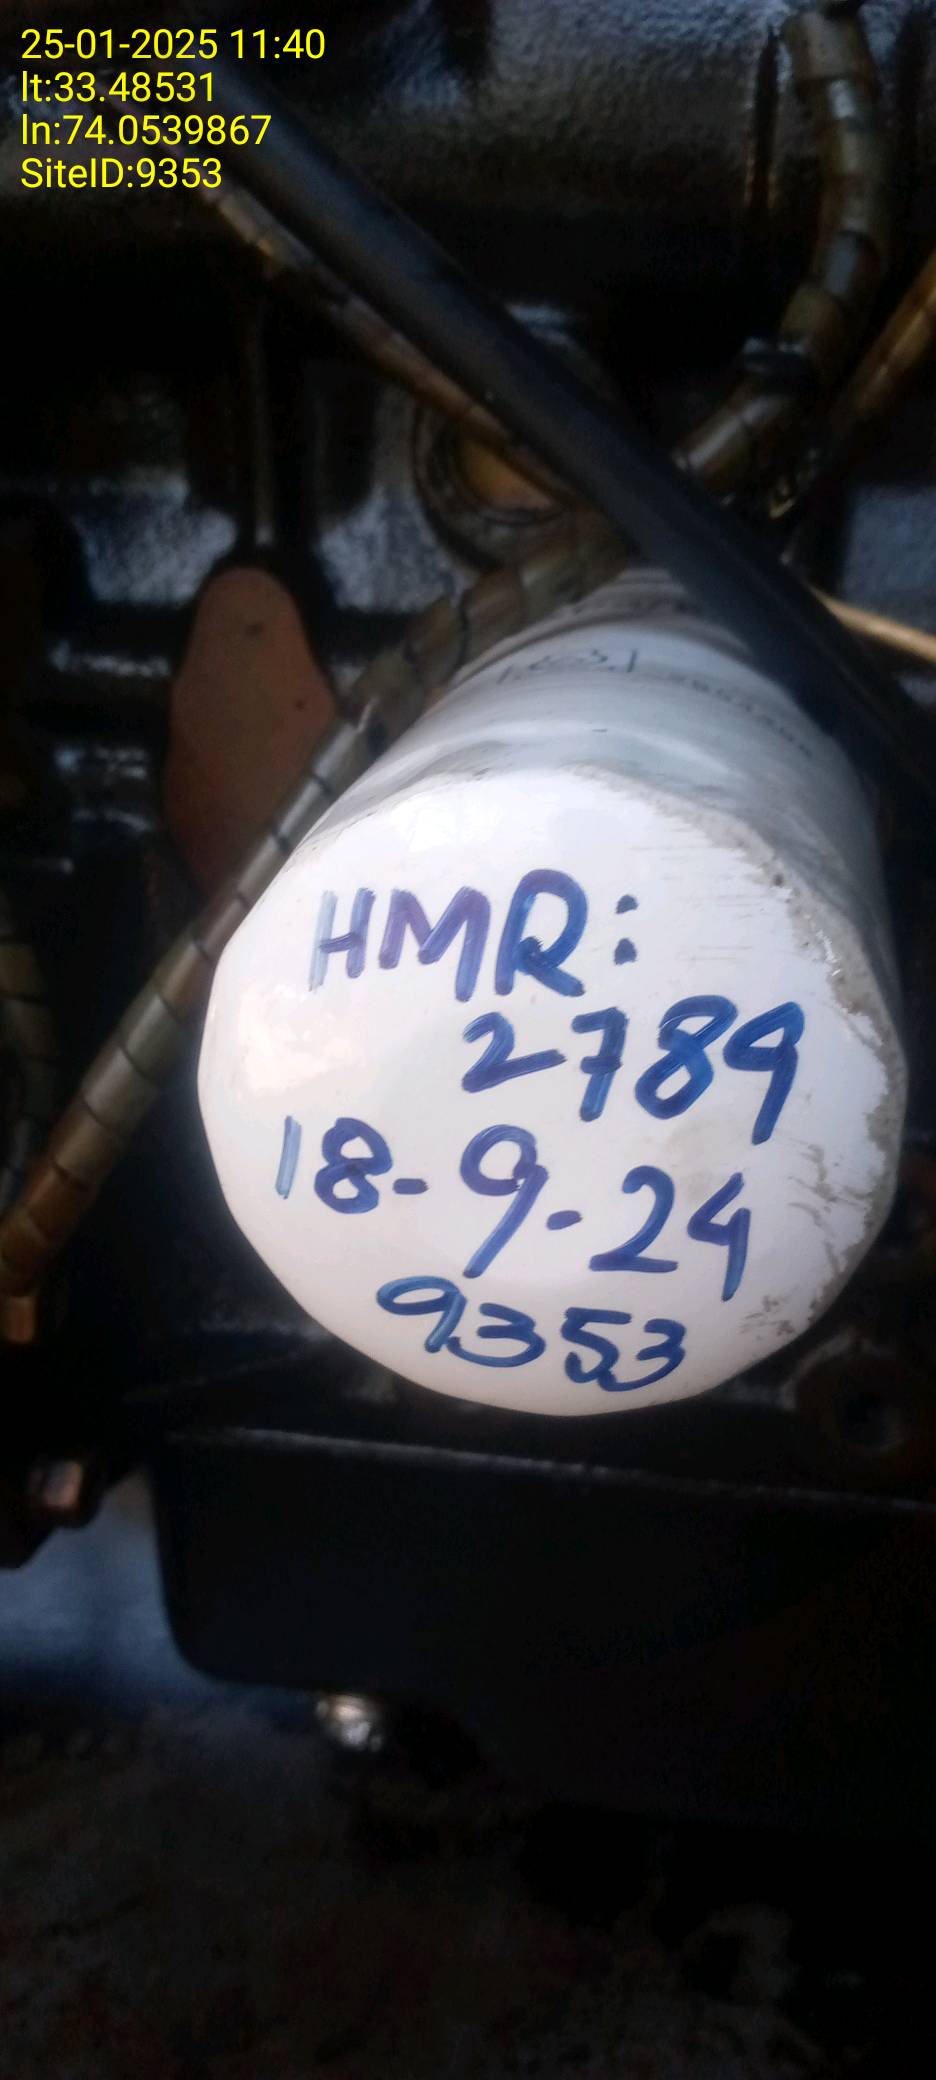 25-01-2025 11:40
lt:33.48531
ln:74.0539867
SiteID:9353
HMR:
2789
18-9-24
9353